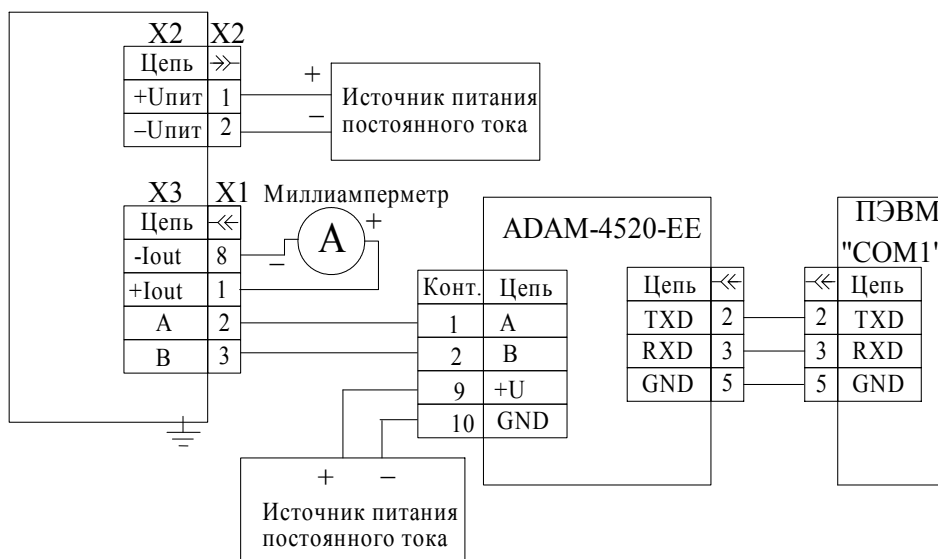 X2 X2
Цепь
+Uпит 1
–Uпит 2
+
–
Источник питания
постоянного тока
X3 X1
Цепь
-Iout 8
+Iout 1
A 2
B 3
Миллиамперметр
A
+
–
ADAM-4520-EE
Конт. Цепь
1 A
2 B
9 +U
10 GND
Цепь
TXD 2
RXD 3
GND 5
ПЭВМ
"COM1"
Цепь
2 TXD
3 RXD
5 GND
+ –
Источник питания
постоянного тока